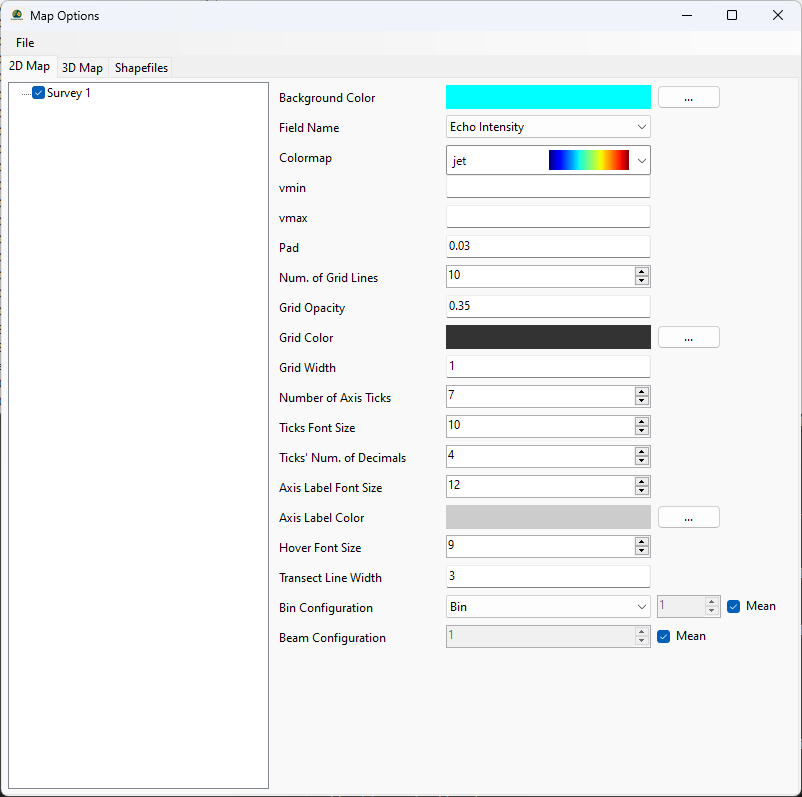 Map Options
File
2D Map 3D Map Shapefiles
Survey 1
Background Color ...
Field Name Echo Intensity
Colormap jet
vmin
vmax
Pad 0.03
Num. of Grid Lines 10
Grid Opacity 0.35
Grid Color ...
Grid Width 1
Number of Axis Ticks 7
Ticks Font Size 10
Ticks' Num. of Decimals 4
Axis Label Font Size 12
Axis Label Color ...
Hover Font Size 9
Transect Line Width 3
Bin Configuration Bin 1 Mean
Beam Configuration 1 Mean